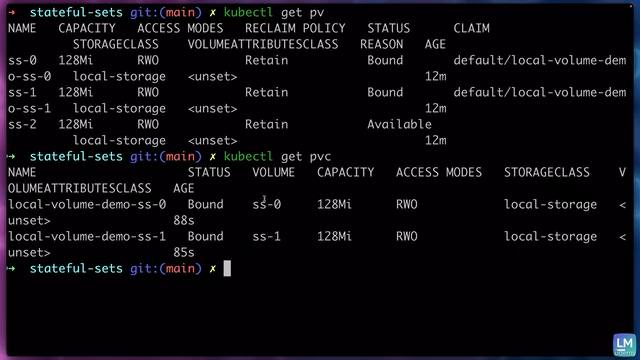 → stateful-sets git:(main) ✗ kubectl get pv
NAME CAPACITY ACCESS MODES RECLAIM POLICY STATUS CLAIM
STORAGECLASS VOLUMEATTRIBUTESCLASS REASON AGE
ss-0 128Mi RWO Retain Bound default/local-volume-dem
o-ss-0 local-storage <unset> 12m
ss-1 128Mi RWO Retain Bound default/local-volume-dem
o-ss-1 local-storage <unset> 12m
ss-2 128Mi RWO Retain Available
local-storage <unset> 12m
→ stateful-sets git:(main) ✗ kubectl get pvc
NAME STATUS VOLUME CAPACITY ACCESS MODES STORAGECLASS V
OLUMEATTRIBUTESCLASS AGE
local-volume-demo-ss-0 Bound ss-0 128Mi RWO local-storage <
unset> 88s
local-volume-demo-ss-1 Bound ss-1 128Mi RWO local-storage <
unset> 85s
→ stateful-sets git:(main) ✗
LM